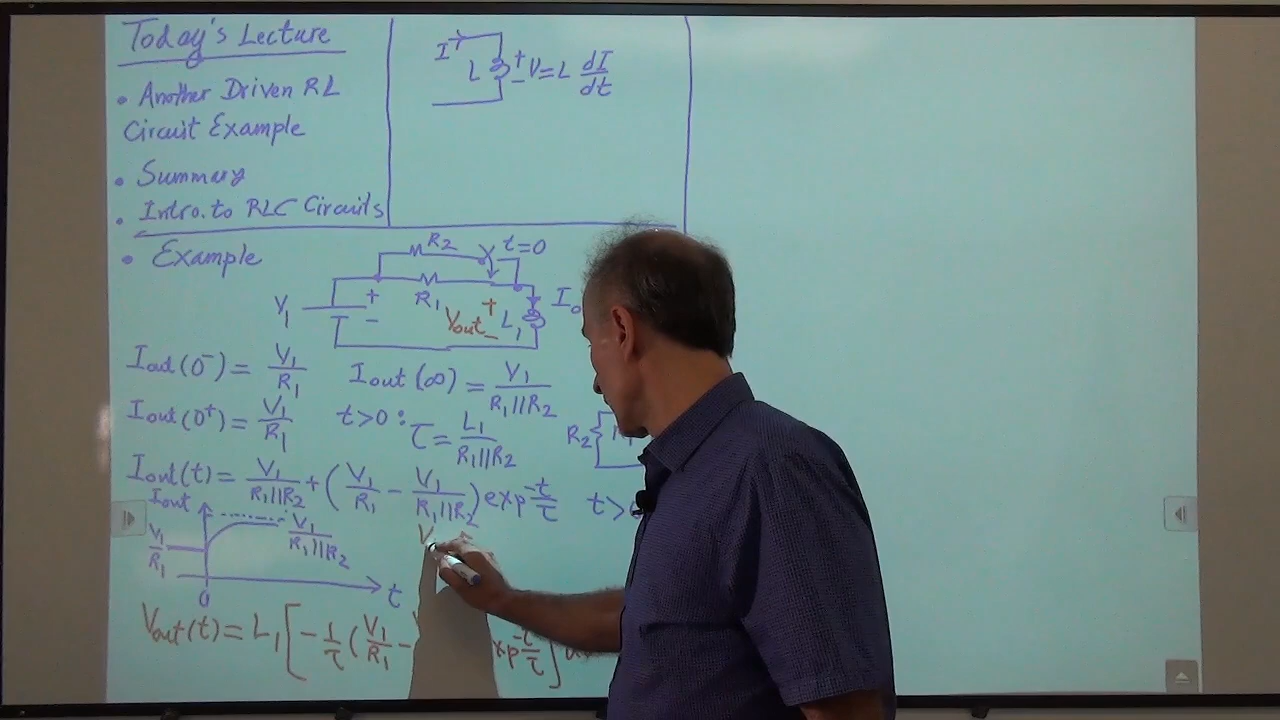 Today's Lecture
• Another Driven RL
Circuit Example
• Summary
• Intro. to RLC Circuits
I L + - V = L dI/dt
• Example
R2 t=0
V1 + - R1 Vout + - L1
Iout(0⁻) = V1/R1 Iout(∞) = V1/(R1||R2)
Iout(0⁺) = V1/R1 t>0: τ = L1/(R1||R2) R2
Iout(t) = V1/(R1||R2) + (V1/R1 - V1/(R1||R2)) exp -t/τ t>
Iout
V1/R1 V1/(R1||R2)
0 t
V
Vout(t) = L1 [ -1/τ (V1/R1 - xp -t/τ ]